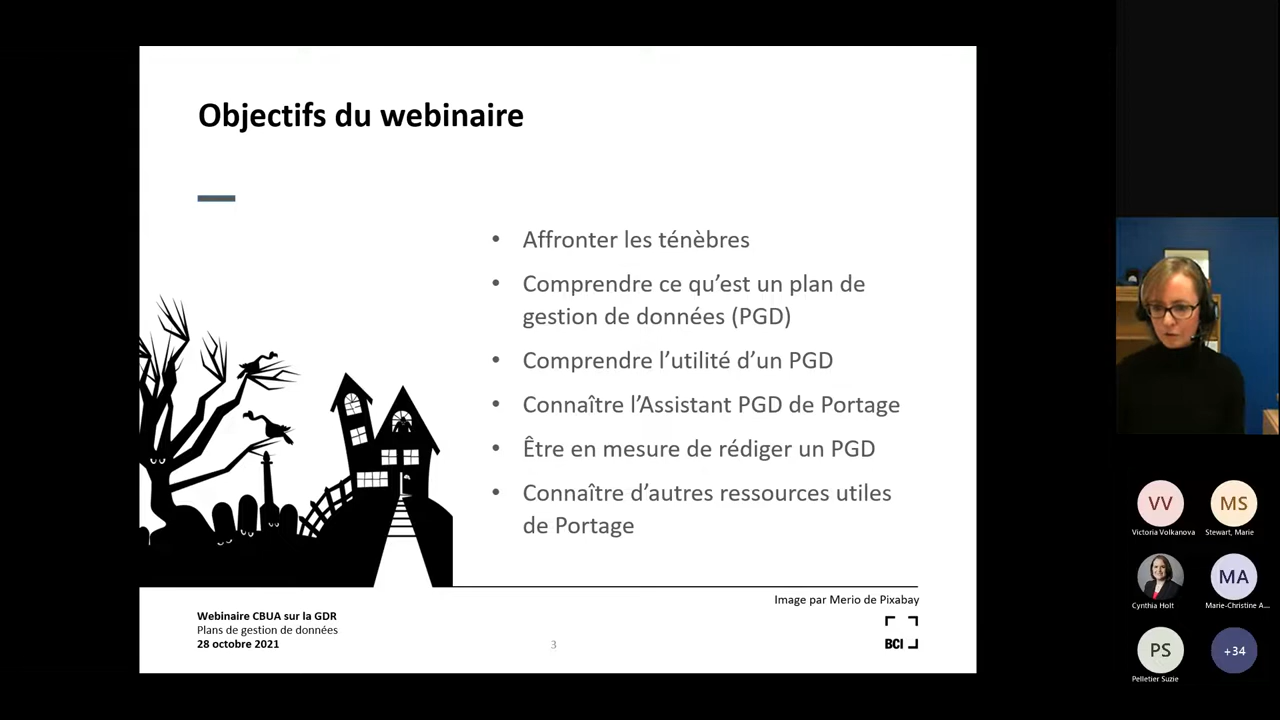 Objectifs du webinaire
• Affronter les ténèbres
• Comprendre ce qu’est un plan de
gestion de données (PGD)
• Comprendre l’utilité d’un PGD
• Connaître l’Assistant PGD de Portage
• Être en mesure de rédiger un PGD
• Connaître d’autres ressources utiles
de Portage
Image par Merio de Pixabay
Webinaire CBUA sur la GDR
Plans de gestion de données
28 octobre 2021
3
BCI
VV
Victoria Volkanova
MS
Stewart, Marie
Cynthia Holt
MA
Marie-Christine A...
PS
Pelletier Suzie
+34